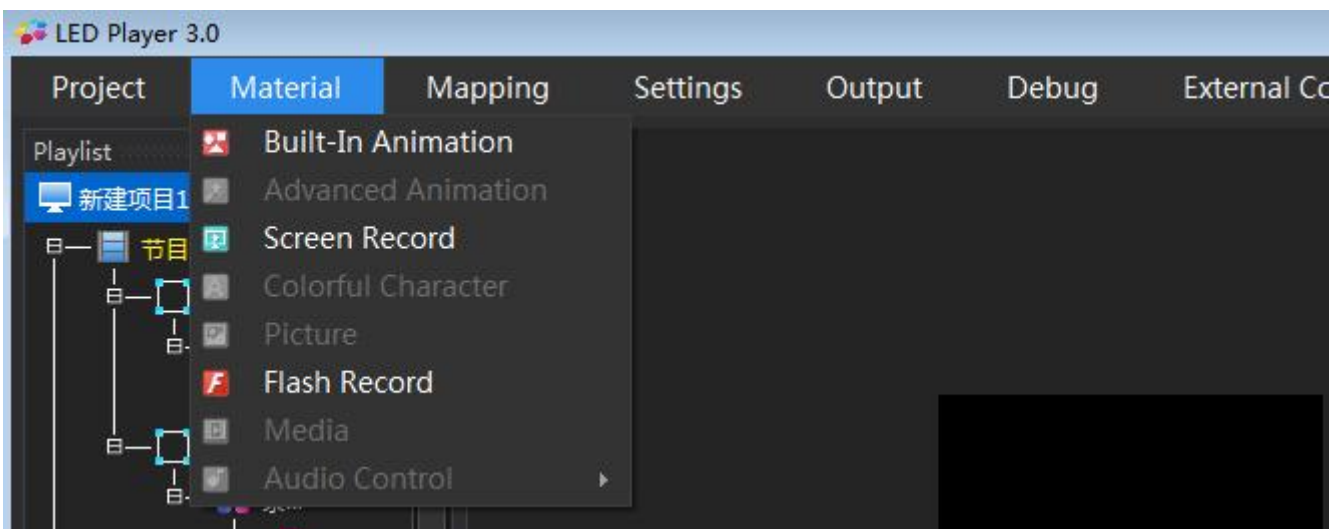 LED Player 3.0
Project Material Mapping Settings Output Debug External Co
Playlist
新建项目1
节目
Built-In Animation
Advanced Animation
Screen Record
Colorful Character
Picture
Flash Record
Media
Audio Control